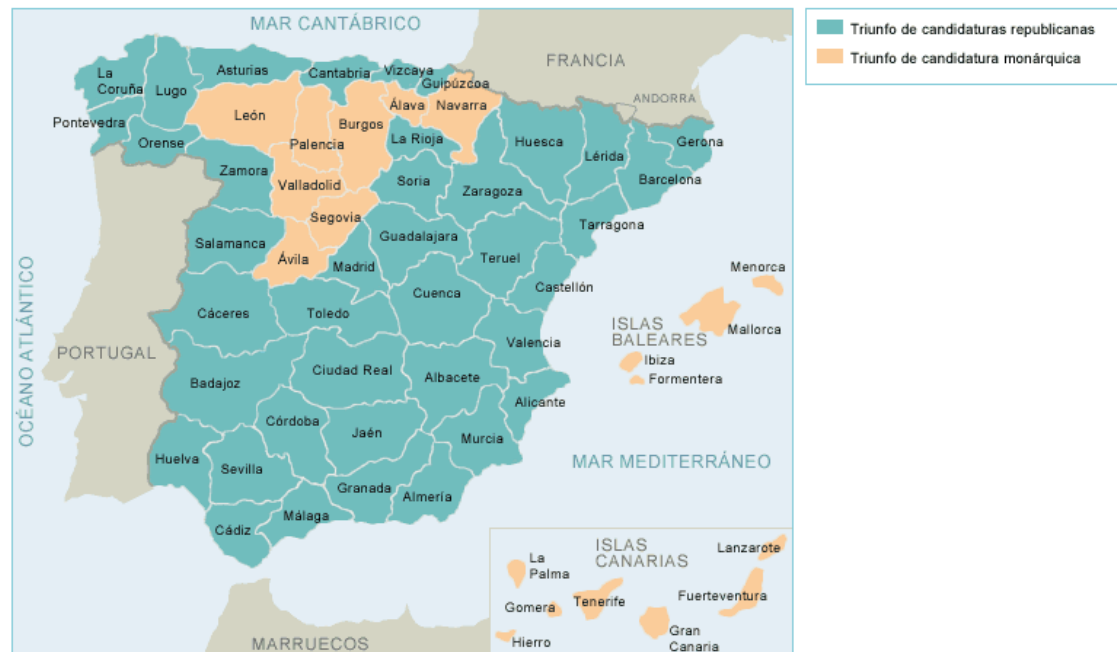 MAR CANTÁBRICO
Triunfo de candidaturas republicanas
Triunfo de candidatura monárquica
FRANCIA
ANDORRA
La
Coruña
Lugo
Asturias
Cantabria
Vizcaya
Guipúzcoa
Álava
Navarra
Pontevedra
Orense
León
Palencia
Burgos
La Rioja
Huesca
Lérida
Gerona
Barcelona
Zamora
Valladolid
Soria
Zaragoza
Tarragona
Segovia
Salamanca
Ávila
Madrid
Guadalajara
Teruel
Castellón
Menorca
Mallorca
ISLAS
BALEARES
Ibiza
Formentera
OCÉANO ATLÁNTICO
PORTUGAL
Cáceres
Toledo
Cuenca
Valencia
Badajoz
Ciudad Real
Albacete
Alicante
Córdoba
Jaén
Murcia
MAR MEDITERRÁNEO
Huelva
Sevilla
Granada
Almería
Málaga
Cádiz
MARRUECOS
ISLAS
CANARIAS
Lanzarote
La
Palma
Gomera
Tenerife
Fuerteventura
Hierro
Gran
Canaria